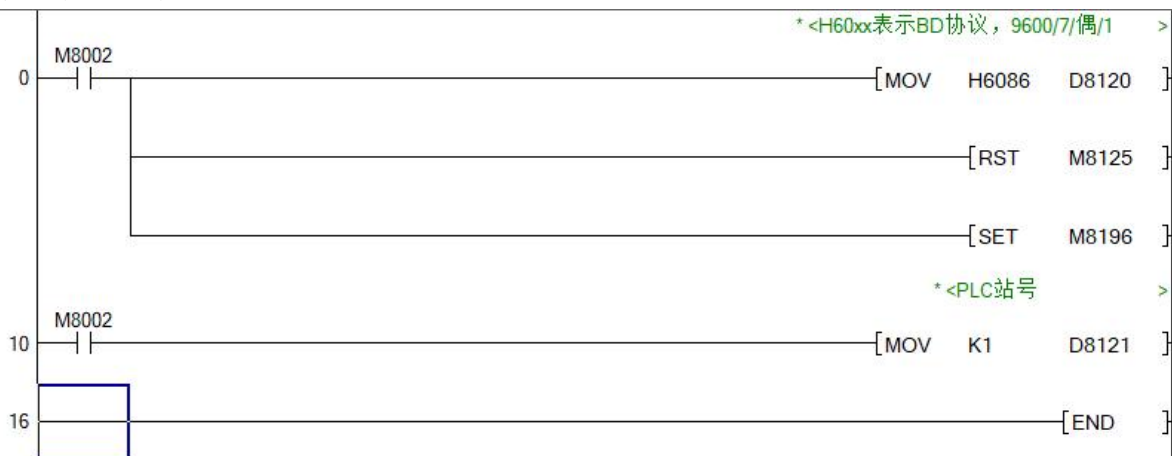 * <H60xx表示BD协议，9600/7/偶/1 >
M8002
0 [MOV H6086 D8120 ]
[RST M8125 ]
[SET M8196 ]
* <PLC站号 >
M8002
10 [MOV K1 D8121 ]
16 [END ]